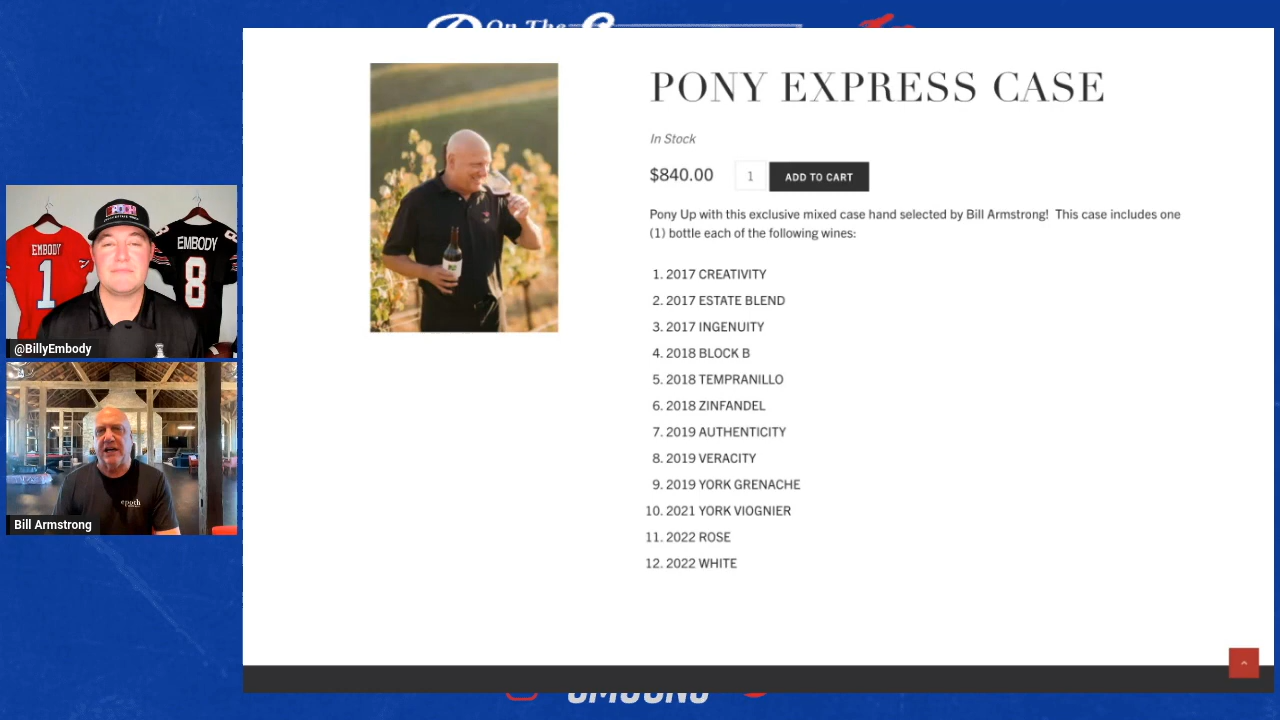 On The
PONY EXPRESS CASE
In Stock
$840.00
1
ADD TO CART
Pony Up with this exclusive mixed case hand selected by Bill Armstrong! This case includes one
(1) bottle each of the following wines:
1. 2017 CREATIVITY
2. 2017 ESTATE BLEND
3. 2017 INGENUITY
4. 2018 BLOCK B
5. 2018 TEMPRANILLO
6. 2018 ZINFANDEL
7. 2019 AUTHENTICITY
8. 2019 VERACITY
9. 2019 YORK GRENACHE
10. 2021 YORK VIOGNIER
11. 2022 ROSE
12. 2022 WHITE
EMBODY
1
EMBODY
8
@BillyEmbody
epoch
Bill Armstrong